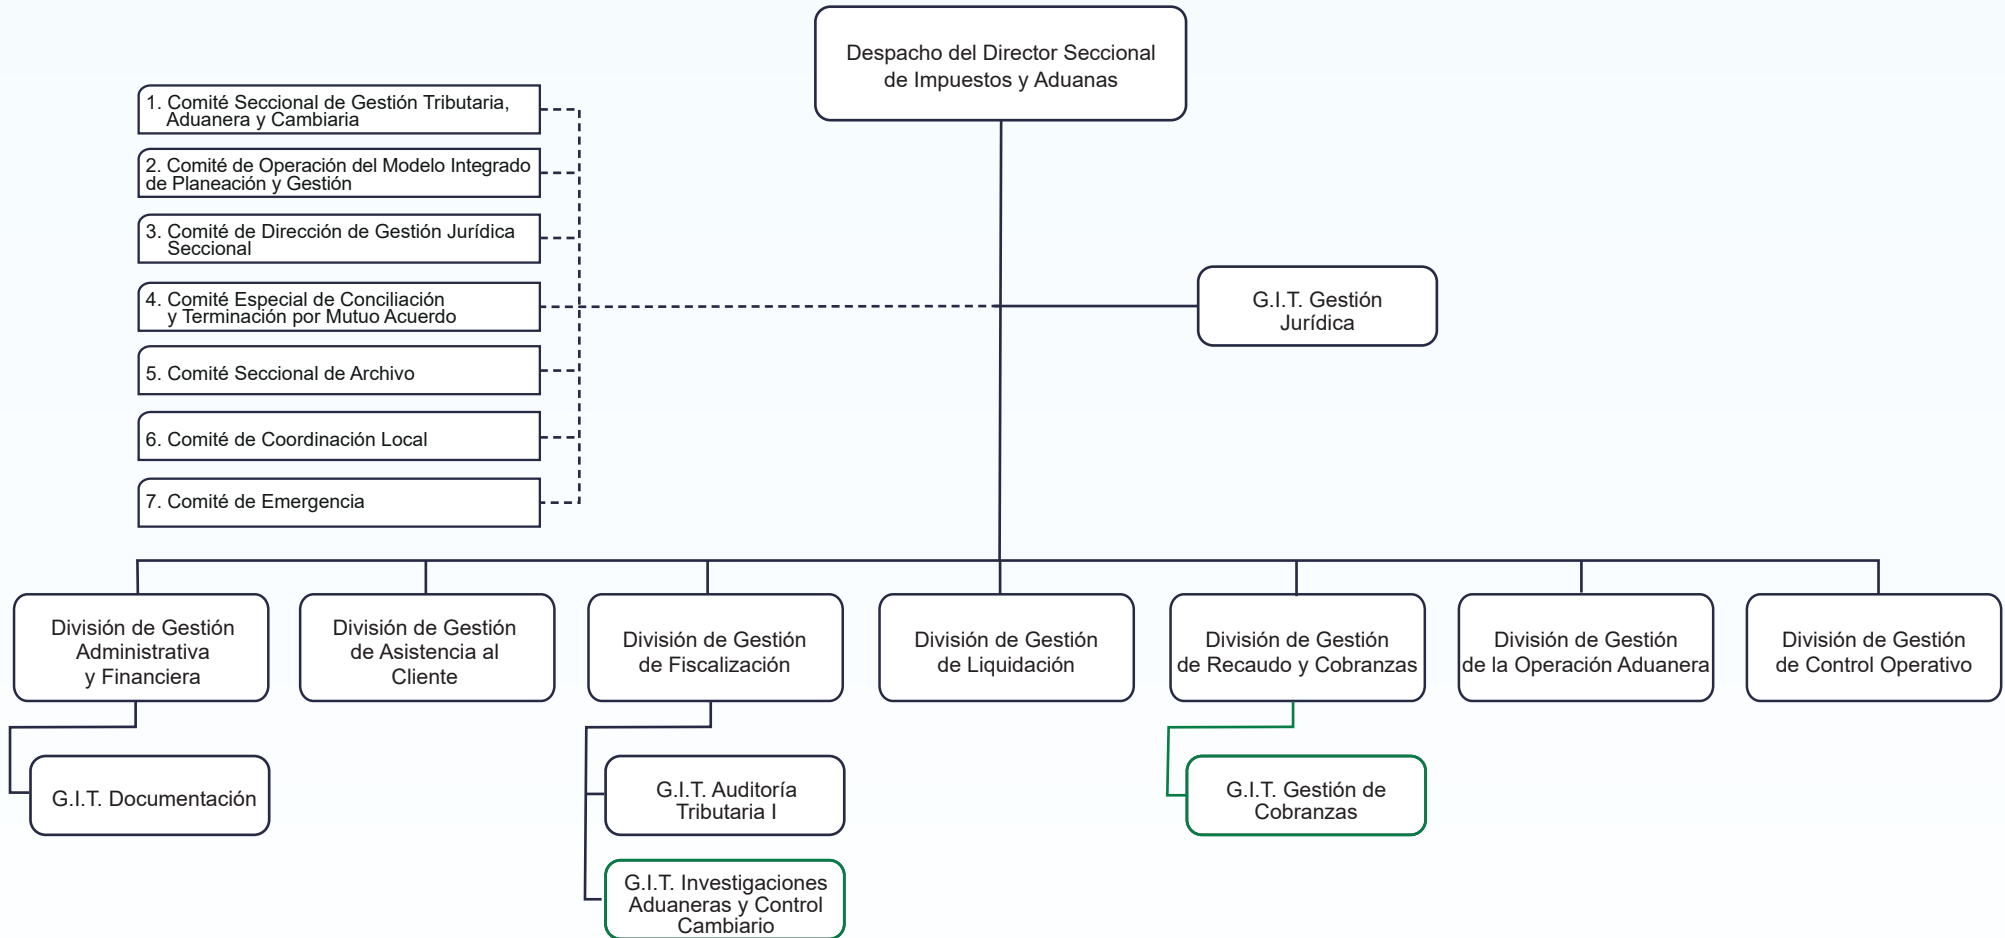 Despacho del Director Seccional
de Impuestos y Aduanas
1. Comité Seccional de Gestión Tributaria,
Aduanera y Cambiaria
2. Comité de Operación del Modelo Integrado
de Planeación y Gestión
3. Comité de Dirección de Gestión Jurídica
Seccional
4. Comité Especial de Conciliación
y Terminación por Mutuo Acuerdo
5. Comité Seccional de Archivo
6. Comité de Coordinación Local
7. Comité de Emergencia
G.I.T. Gestión
Jurídica
División de Gestión
Administrativa
y Financiera
División de Gestión
de Asistencia al
Cliente
División de Gestión
de Fiscalización
División de Gestión
de Liquidación
División de Gestión
de Recaudo y Cobranzas
División de Gestión
de la Operación Aduanera
División de Gestión
de Control Operativo
G.I.T. Documentación
G.I.T. Auditoría
Tributaria I
G.I.T. Gestión de
Cobranzas
G.I.T. Investigaciones
Aduaneras y Control
Cambiario